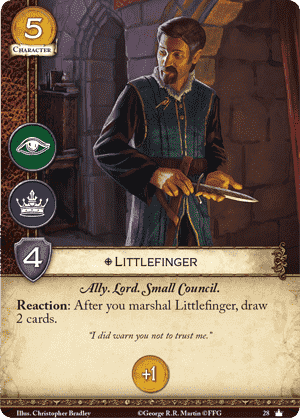 5
CHARACTER
4
LITTLEFINGER
Ally. Lord. Small Council.
Reaction: After you marshal Littlefinger, draw
2 cards.
"I did warn you not to trust me."
+1
Illus. Christopher Bradley
©George R.R. Martin ©FFG
28